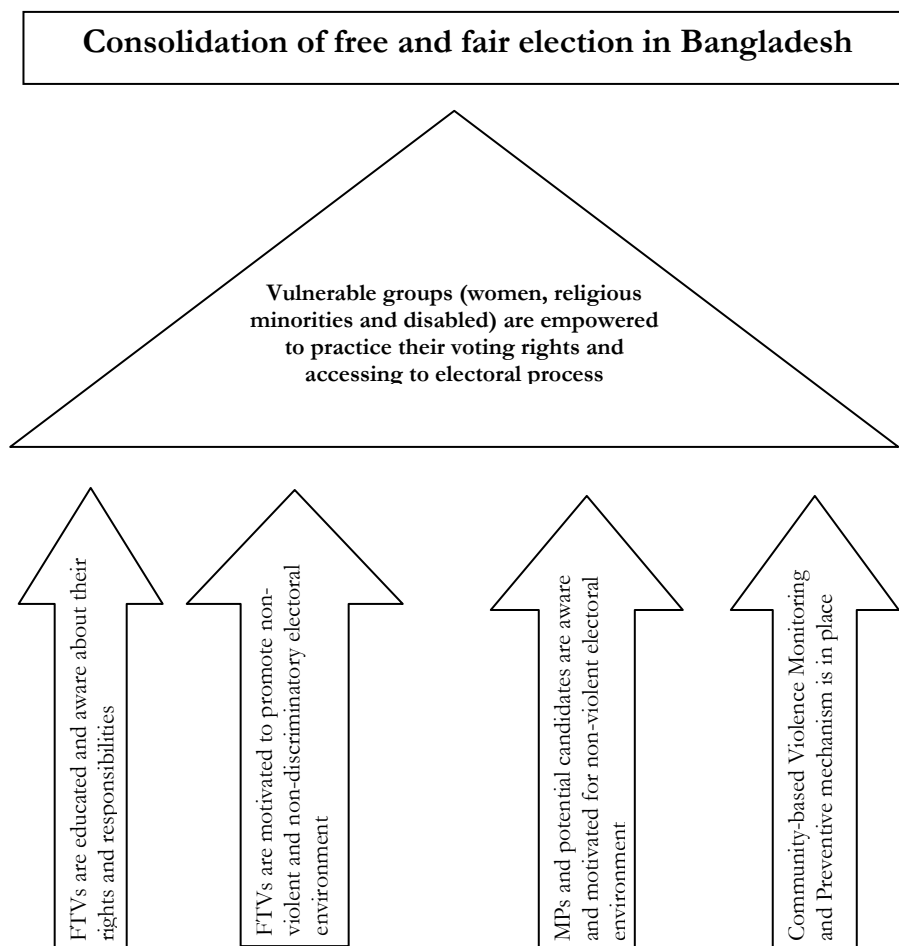 Consolidation of free and fair election in Bangladesh
Vulnerable groups (women, religious
minorities and disabled) are empowered
to practice their voting rights and
accessing to electoral process
FTVs are educated and aware about their
rights and responsibilities
FTVs are motivated to promote non-
violent and non-discriminatory electoral
environment
MPs and potential candidates are aware
and motivated for non-violent electoral
environment
Community-based Violence Monitoring
and Preventive mechanism is in place